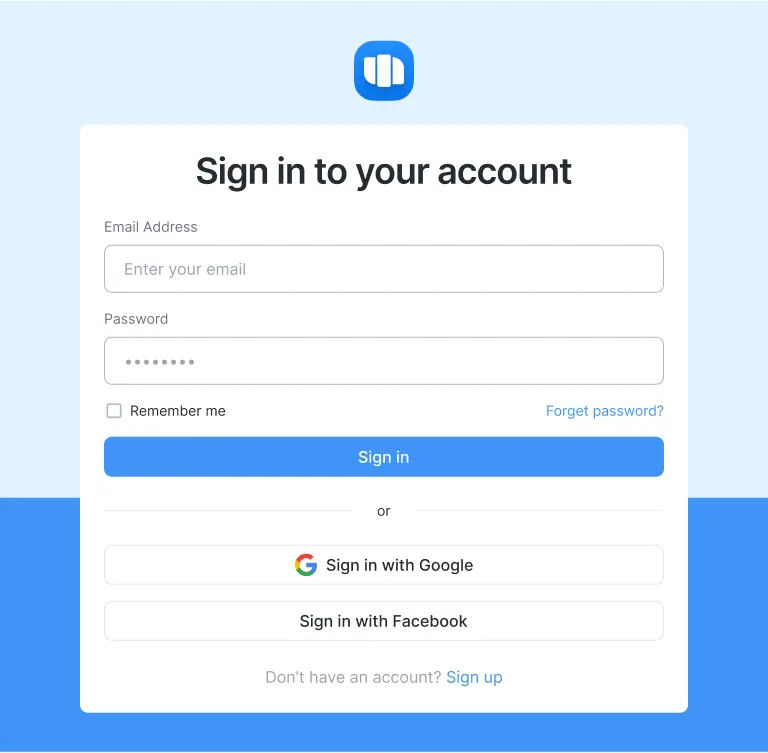 Sign in to your account
Email Address
Enter your email
Password
••••••••
Remember me Forget password?
Sign in
or
Sign in with Google
Sign in with Facebook
Don’t have an account? Sign up